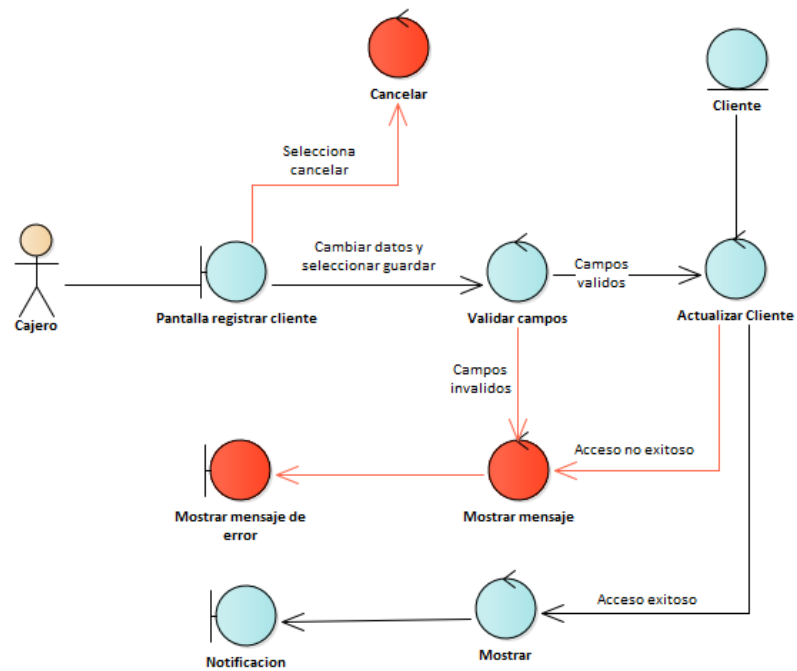 Cancelar
Cliente
Selecciona
cancelar
Cambiar datos y
seleccionar guardar
Campos
validos
Cajero
Pantalla registrar cliente
Validar campos
Actualizar Cliente
Campos
invalidos
Acceso no exitoso
Mostrar mensaje de
error
Mostrar mensaje
Acceso exitoso
Notificacion
Mostrar